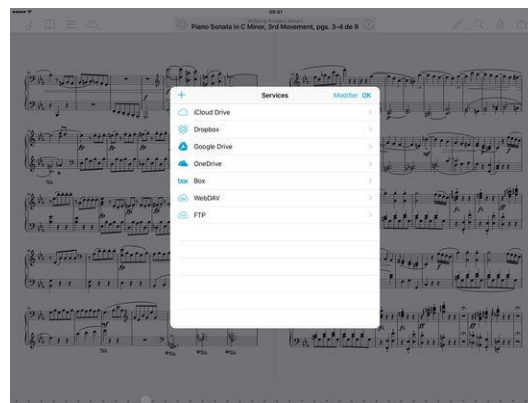 09:41
Wolfgang Amadeus Mozart
Piano Sonata in C Minor, 3rd Movement, pgs. 3-4 de 9
Services
Modifier OK
iCloud Drive
Dropbox
Google Drive
OneDrive
box Box
WebDAV
FTP